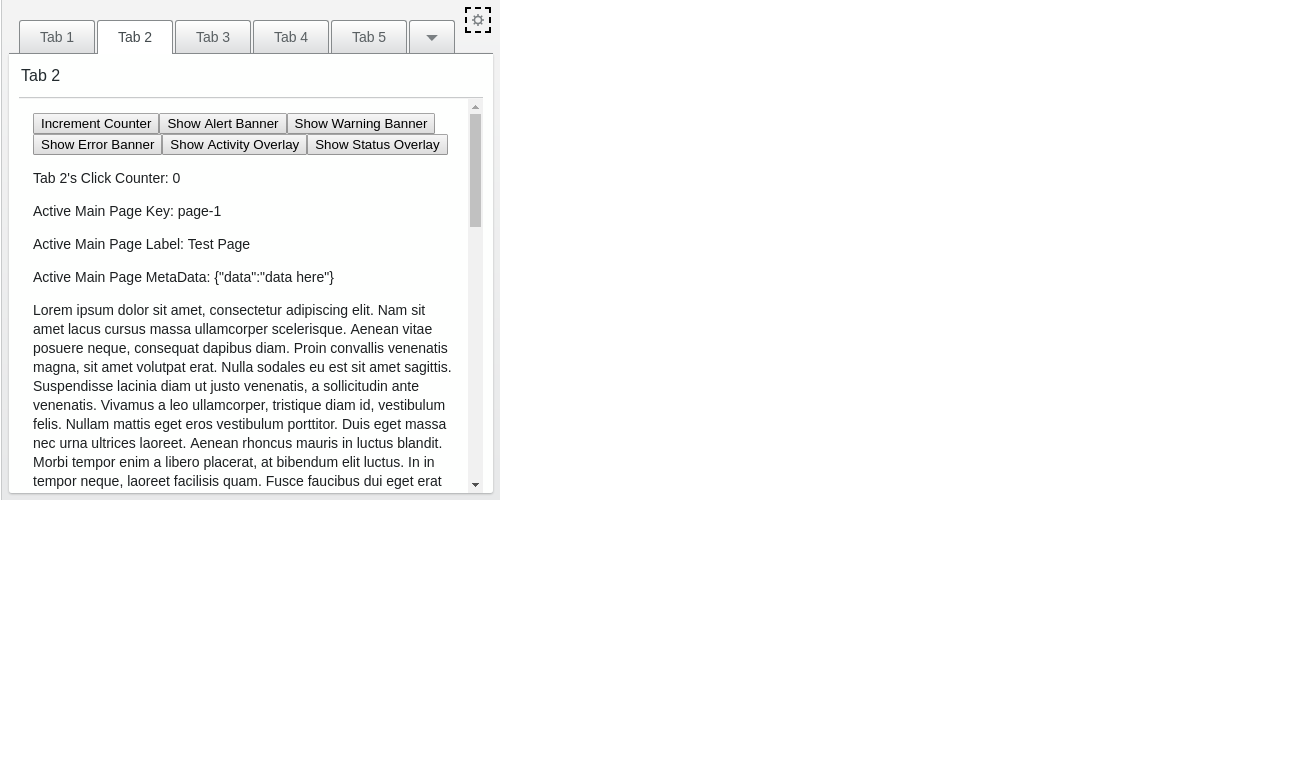 Tab 1 Tab 2 Tab 3 Tab 4 Tab 5
Tab 2
Increment Counter Show Alert Banner Show Warning Banner
Show Error Banner Show Activity Overlay Show Status Overlay
Tab 2's Click Counter: 0
Active Main Page Key: page-1
Active Main Page Label: Test Page
Active Main Page MetaData: {"data":"data here"}
Lorem ipsum dolor sit amet, consectetur adipiscing elit. Nam sit
amet lacus cursus massa ullamcorper scelerisque. Aenean vitae
posuere neque, consequat dapibus diam. Proin convallis venenatis
magna, sit amet volutpat erat. Nulla sodales eu est sit amet sagittis.
Suspendisse lacinia diam ut justo venenatis, a sollicitudin ante
venenatis. Vivamus a leo ullamcorper, tristique diam id, vestibulum
felis. Nullam mattis eget eros vestibulum porttitor. Duis eget massa
nec urna ultrices laoreet. Aenean rhoncus mauris in luctus blandit.
Morbi tempor enim a libero placerat, at bibendum elit luctus. In in
tempor neque, laoreet facilisis quam. Fusce faucibus dui eget erat